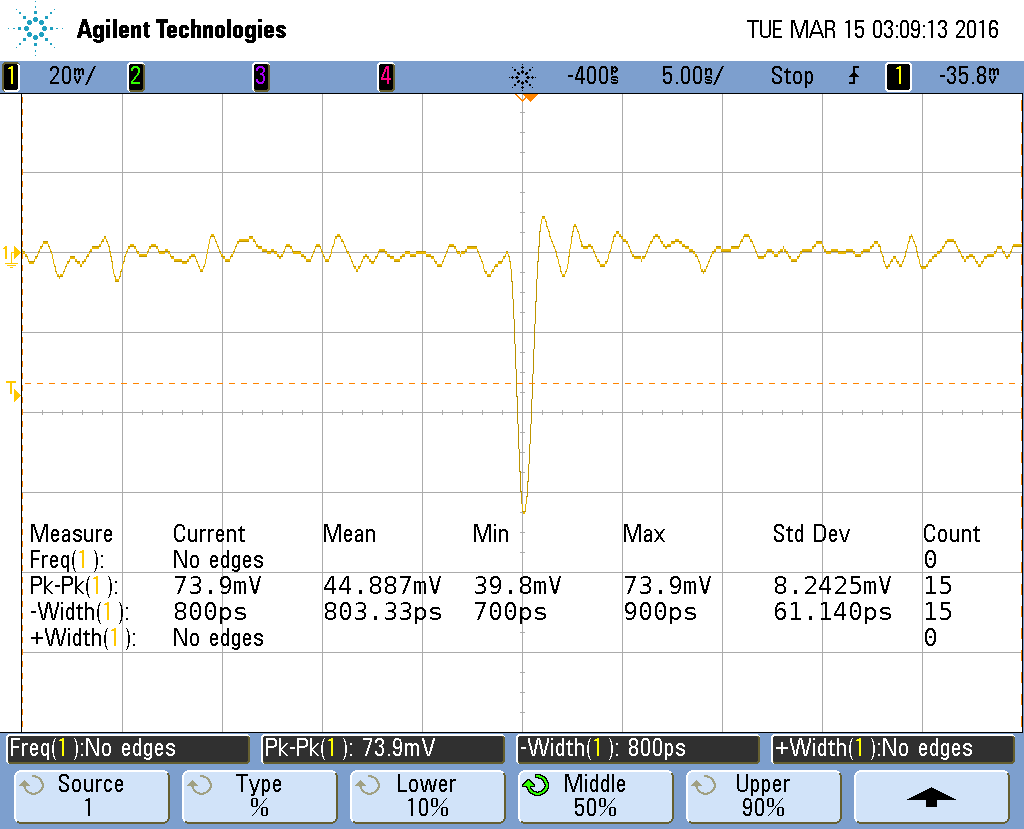 Agilent Technologies TUE MAR 15 03:09:13 2016
1 20mV/ 2 3 4 -400ps 5.00ns/ Stop 1 -35.8mV
1
T
Measure Current Mean Min Max Std Dev Count
Freq(1): No edges 0
Pk-Pk(1): 73.9mV 44.887mV 39.8mV 73.9mV 8.2425mV 15
-Width(1): 800ps 803.33ps 700ps 900ps 61.140ps 15
+Width(1): No edges 0
Freq(1):No edges Pk-Pk(1): 73.9mV -Width(1): 800ps +Width(1):No edges
Source Type Lower Middle Upper
1 % 10% 50% 90%